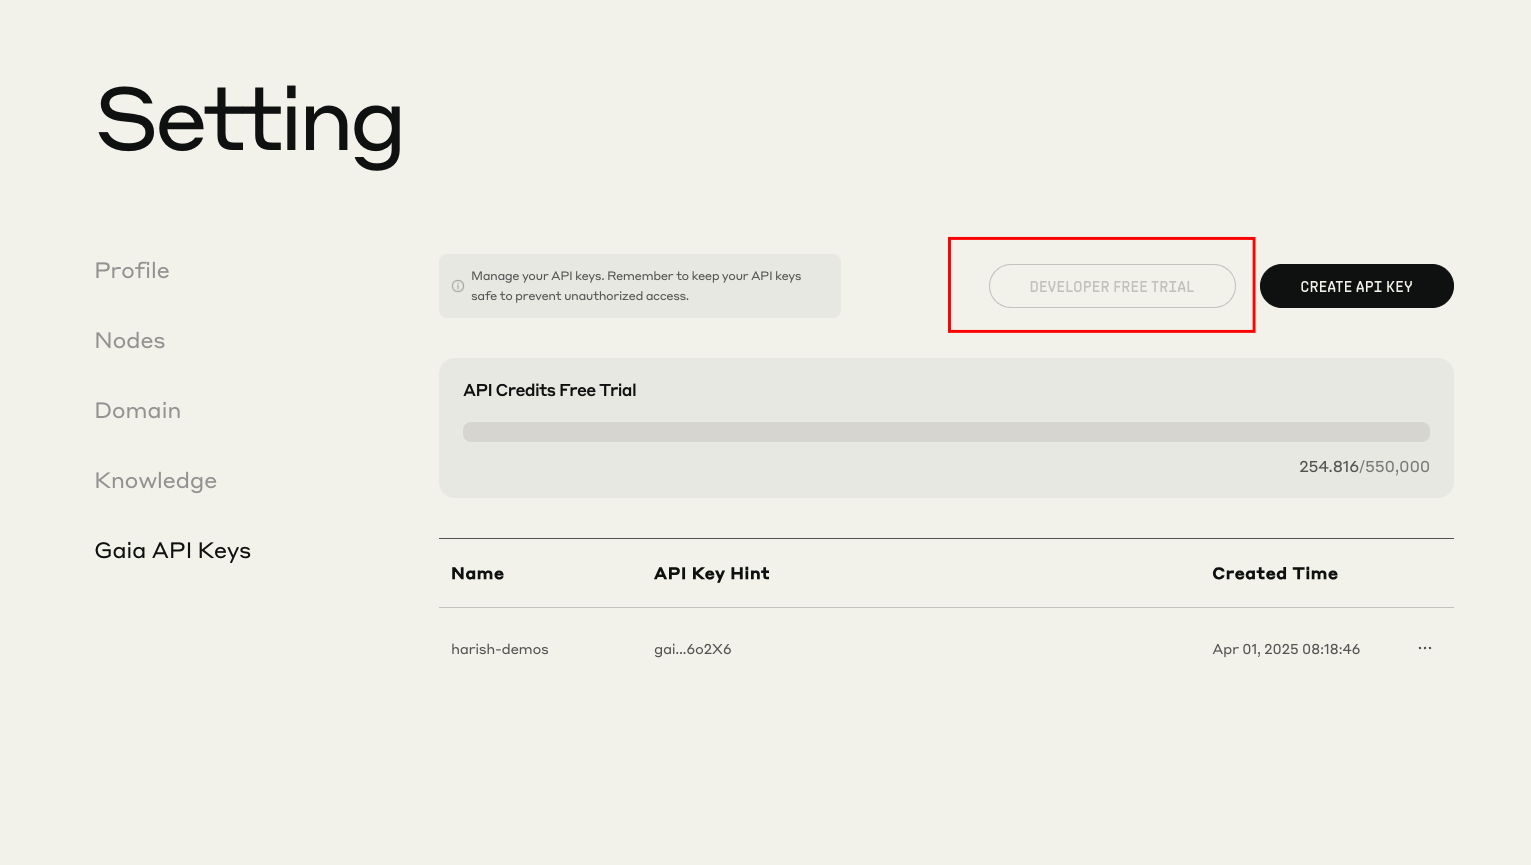 Setting
Profile
Nodes
Domain
Knowledge
Gaia API Keys
Manage your API keys. Remember to keep your API keys
safe to prevent unauthorized access.
DEVELOPER FREE TRIAL
CREATE API KEY
API Credits Free Trial
254.816/550,000
Name API Key Hint Created Time
harish-demos gai...6o2X6 Apr 01, 2025 08:18:46 ...